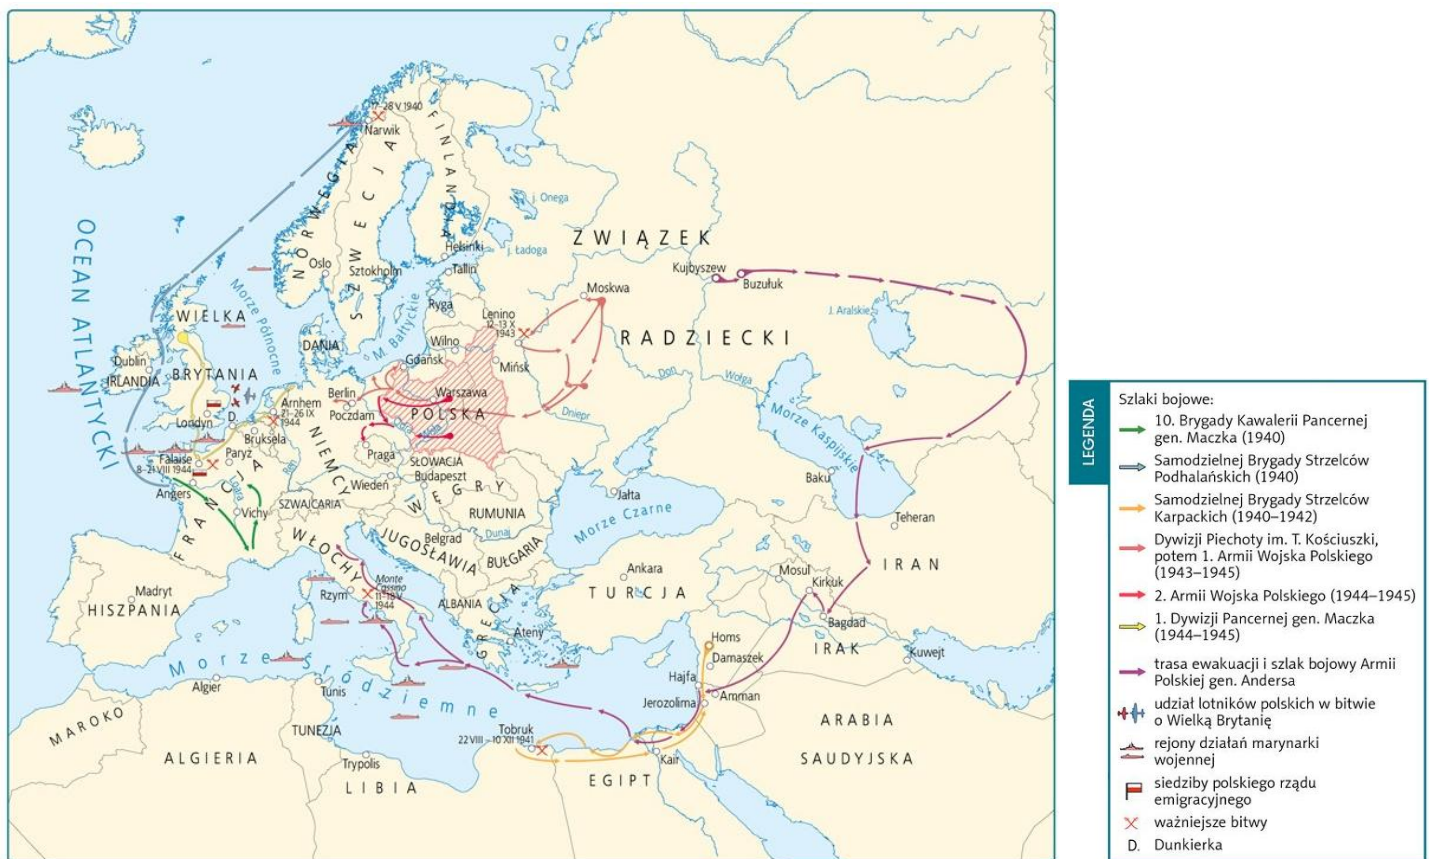 17–28 V 1940
Narwik
NORWEGIA
SZWECJA
FINLANDIA
OCEAN ATLANTYCKI
j. Onega
j. Ładoga
Helsinki
Oslo
Sztokholm
Tallin
ZWIĄZEK
Kujbyszew
Buzułuk
Moskwa
Morze Północne
M. Bałtyckie
Ryga
Lenino
12–13 X
1943
J. Aralskie
RADZIECKI
WIELKA
BRYTANIA
DANIA
Wilno
Mińsk
Gdańsk
Dublin
IRLANDIA
Berlin
Poczdam
Warszawa
POLSKA
Don
Wołga
Dniepr
Arnhem
21–26 IX
1944
Londyn
D.
Bruksela
NIEMCY
Odra
Wisła
Morze Kaspijskie
Falaise
8–21 VIII 1944
Paryż
Praga
SŁOWACJA
Budapeszt
Wiedeń
Angers
FRANCJA
Loara
Ren
Vichy
SZWAJCARIA
WĘGRY
RUMUNIA
Jałta
Morze Czarne
Baku
Teheran
WŁOCHY
JUGOSŁAWIA
Belgrad
Dunaj
BUŁGARIA
Madryt
HISZPANIA
Rzym
Monte
Cassino
11–18 V
1944
ALBANIA
GRECJA
Ateny
Ankara
TURCJA
Mosul
Kirkuk
IRAN
Bagdad
IRAK
Kuwejt
Homs
Damaszek
Hajfa
Amman
Jerozolima
Morze Śródziemne
Algier
Tunis
MAROKO
ALGIERIA
TUNEZJA
Trypolis
LIBIA
Tobruk
22 VIII – 10 XII 1941
Kair
EGIPT
ARABIA
SAUDYJSKA
LEGENDA
Szlaki bojowe:
10. Brygady Kawalerii Pancernej
gen. Maczka (1940)
Samodzielnej Brygady Strzelców
Podhalańskich (1940)
Samodzielnej Brygady Strzelców
Karpackich (1940–1942)
Dywizji Piechoty im. T. Kościuszki,
potem 1. Armii Wojska Polskiego
(1943–1945)
2. Armii Wojska Polskiego (1944–1945)
1. Dywizji Pancernej gen. Maczka
(1944–1945)
trasa ewakuacji i szlak bojowy Armii
Polskiej gen. Andersa
udział lotników polskich w bitwie
o Wielką Brytanię
rejony działań marynarki
wojennej
siedziby polskiego rządu
emigracyjnego
ważniejsze bitwy
D. Dunkierka